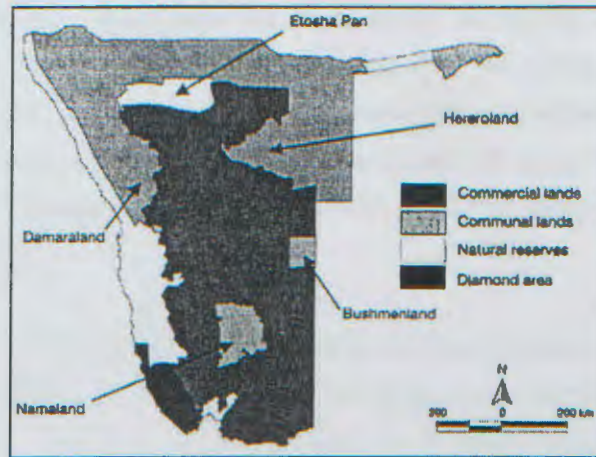 Etosha Pan
Hereroland
Commercial lands
Communal lands
Natural reserves
Diamond area
Damaraland
Bushmenland
Namaland
N
200 0 200 km